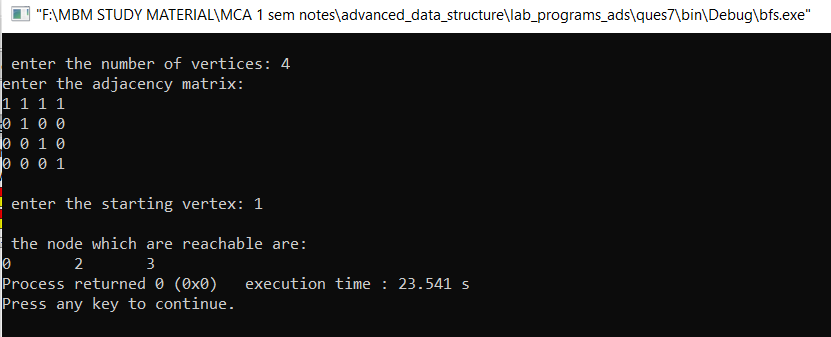 "F:\MBM STUDY MATERIAL\MCA 1 sem notes\advanced_data_structure\lab_programs_ads\ques7\bin\Debug\bfs.exe"
enter the number of vertices: 4
enter the adjacency matrix:
1 1 1 1
0 1 0 0
0 0 1 0
0 0 0 1
enter the starting vertex: 1
the node which are reachable are:
0 2 3
Process returned 0 (0x0) execution time : 23.541 s
Press any key to continue.